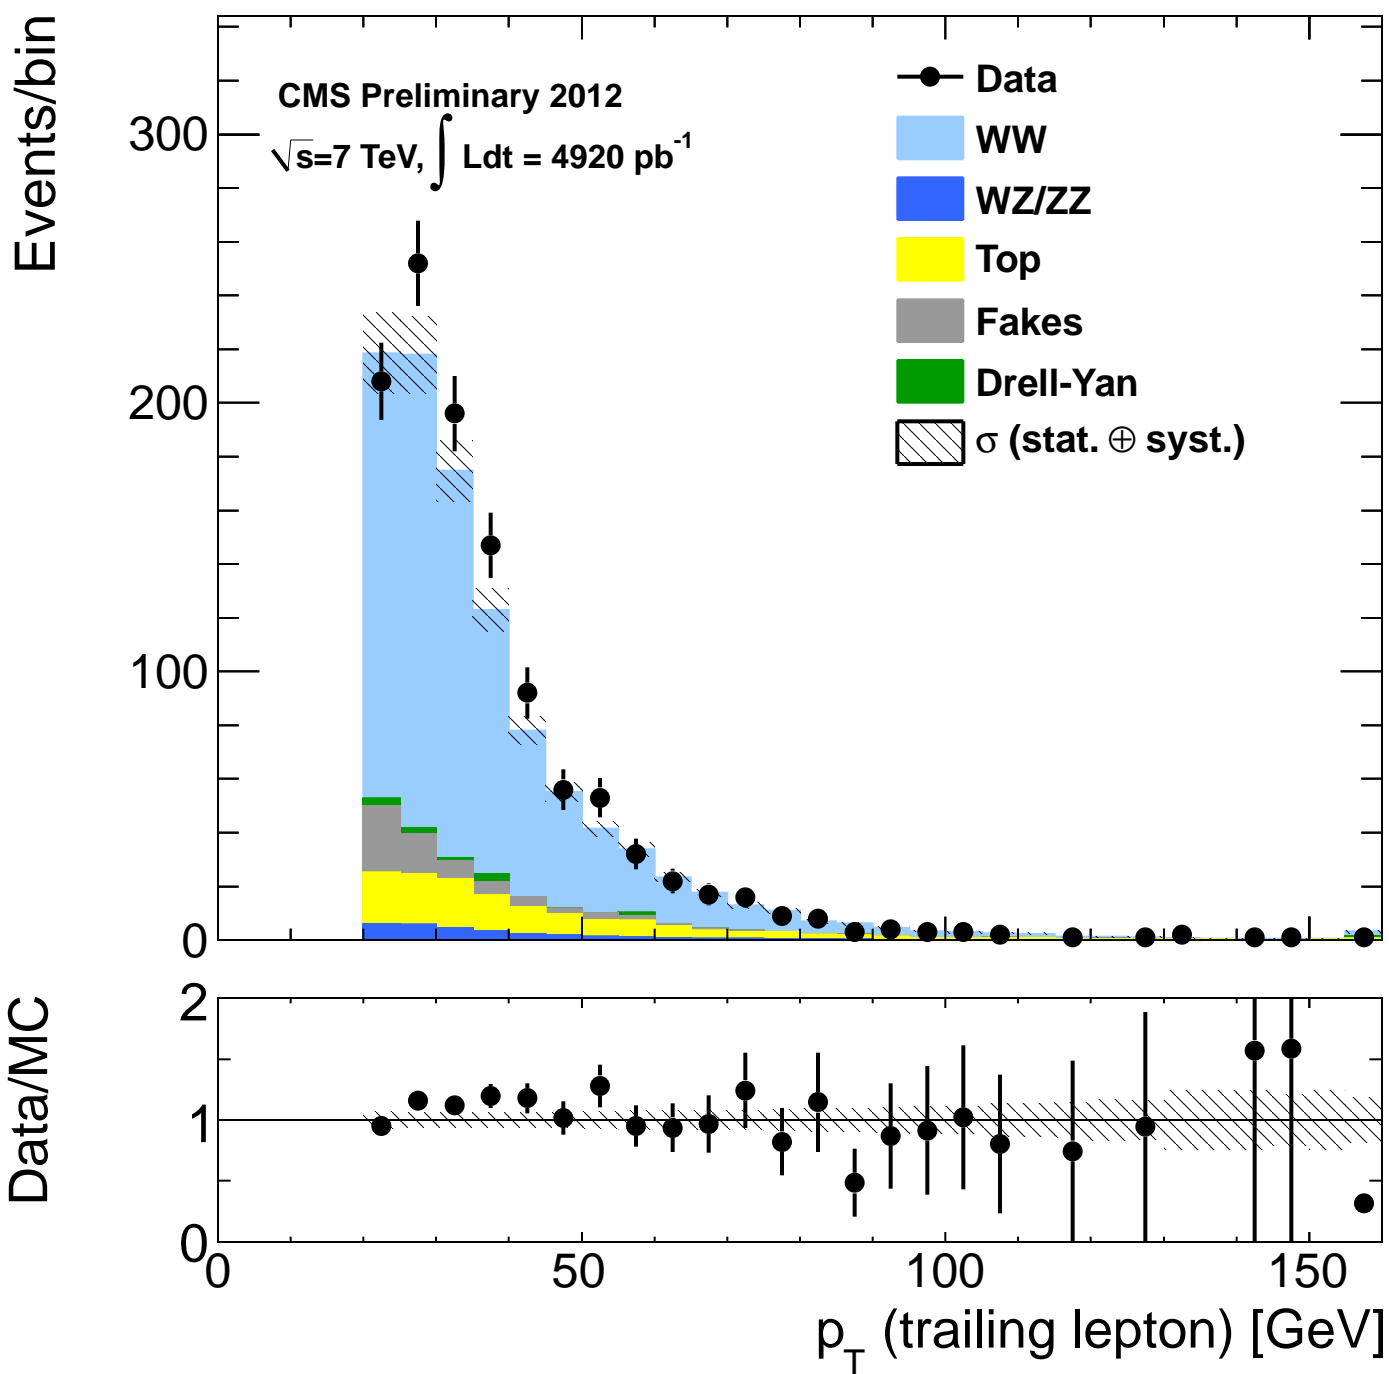 Events/bin
300
200
100
0
CMS Preliminary 2012
√s=7 TeV, ∫ Ldt = 4920 pb⁻¹
Data
WW
WZ/ZZ
Top
Fakes
Drell-Yan
σ (stat. ⊕ syst.)
Data/MC
2
1
0
0 50 100 150
p_T (trailing lepton) [GeV]